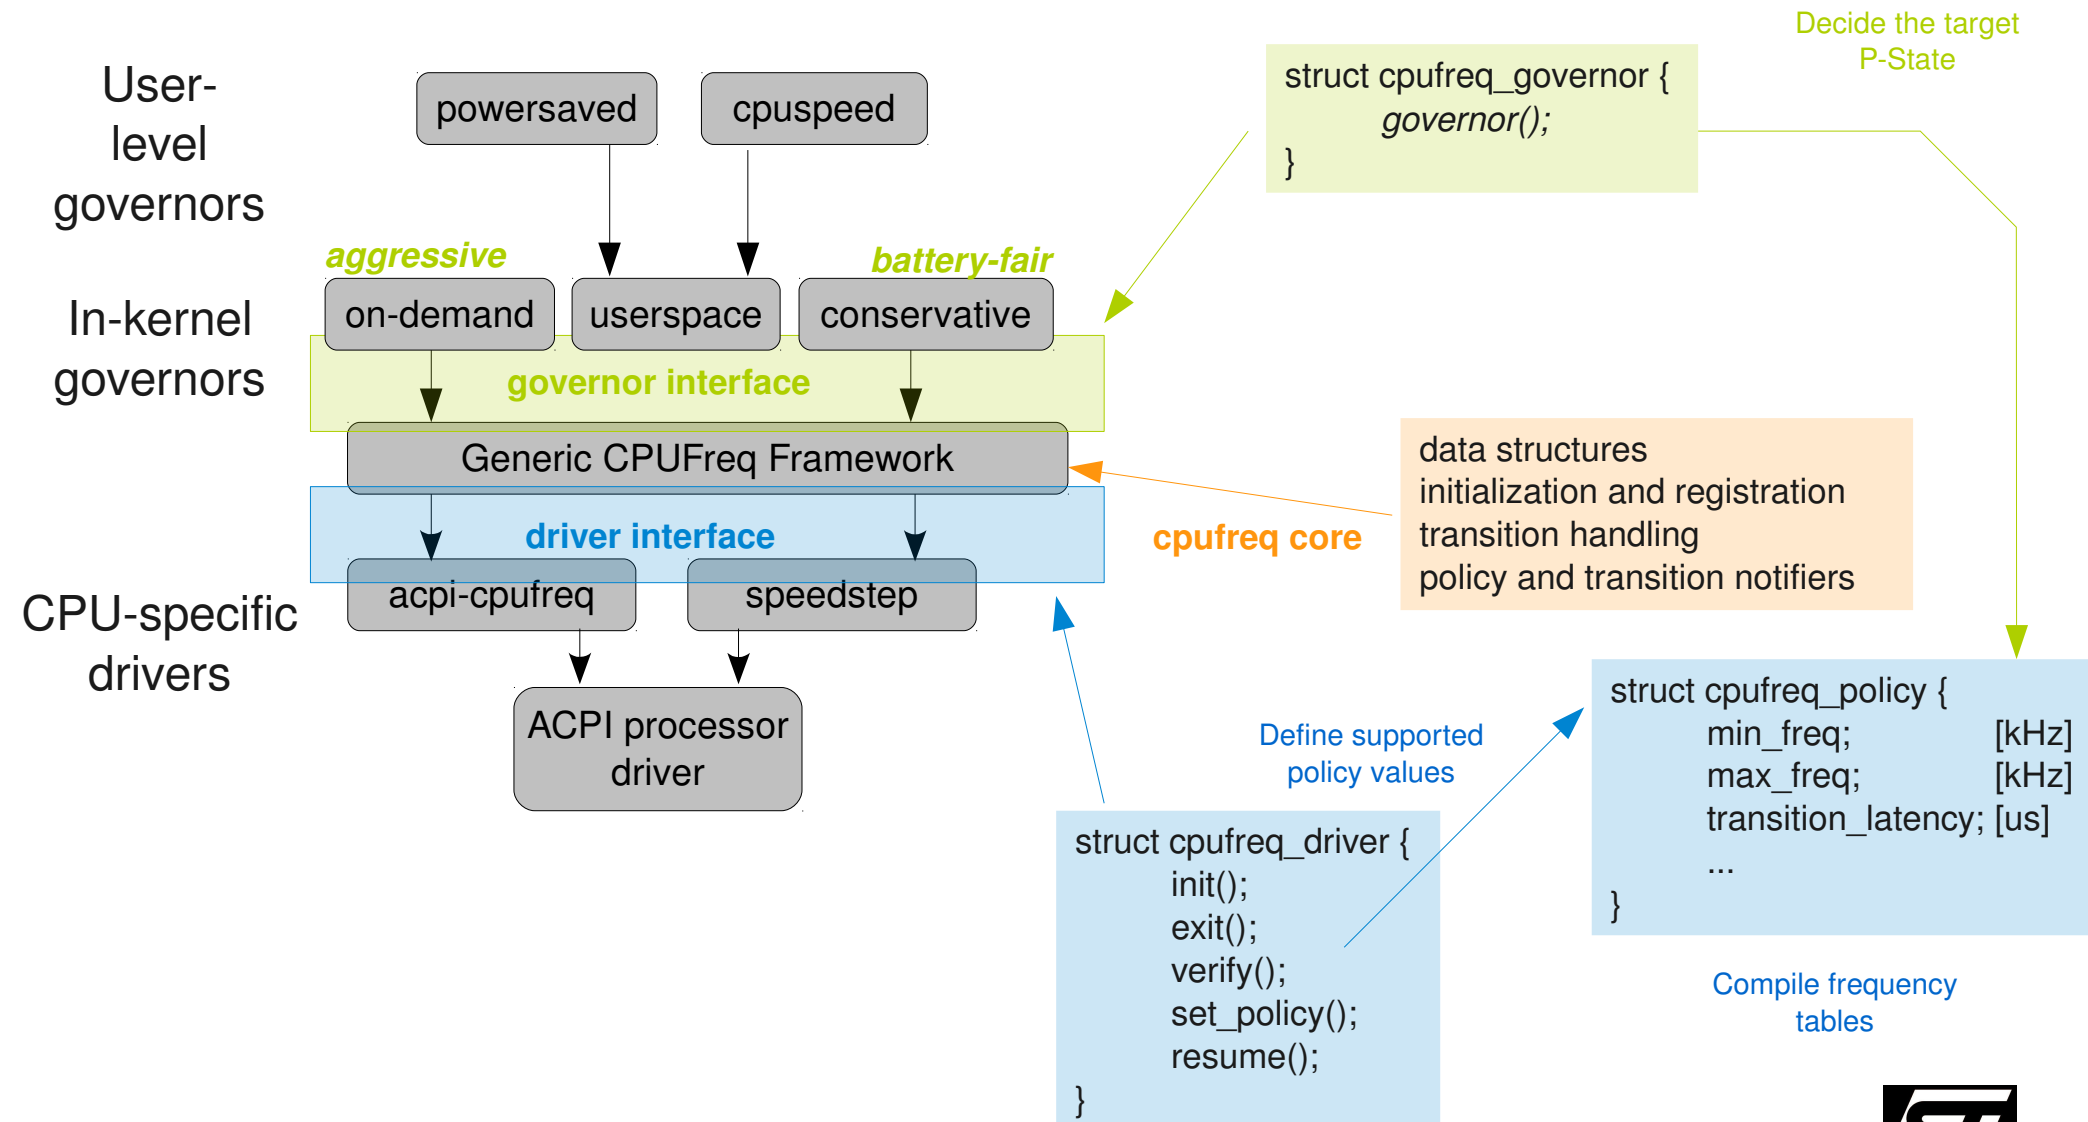 User-
level
governors
powersaved
cpuspeed
aggressive
battery-fair
In-kernel
governors
on-demand
userspace
conservative
governor interface
Generic CPUFreq Framework
driver interface
cpufreq core
CPU-specific
drivers
acpi-cpufreq
speedstep
ACPI processor
driver
Decide the target
P-State
struct cpufreq_governor {
governor();
}
data structures
initialization and registration
transition handling
policy and transition notifiers
Define supported
policy values
struct cpufreq_driver {
init();
exit();
verify();
set_policy();
resume();
}
struct cpufreq_policy {
min_freq; [kHz]
max_freq; [kHz]
transition_latency; [us]
...
}
Compile frequency
tables